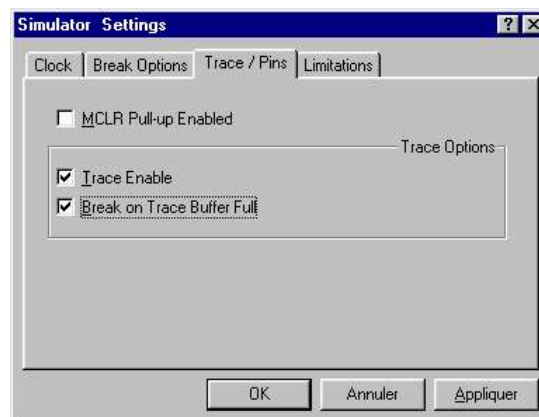 Simulator Settings
Clock Break Options Trace / Pins Limitations
MCLR Pull-up Enabled
Trace Options
Trace Enable
Break on Trace Buffer Full
OK Annuler Appliquer